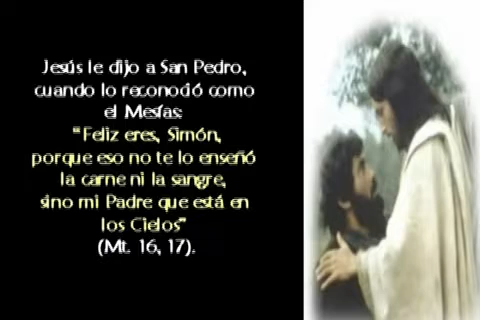 Jesús le dijo a San Pedro,
cuando lo reconoció como
el Mesías:
"Feliz eres, Simón,
porque eso no te lo enseñó
la carne ni la sangre,
sino mi Padre que está en
los Cielos"
(Mt. 16, 17).